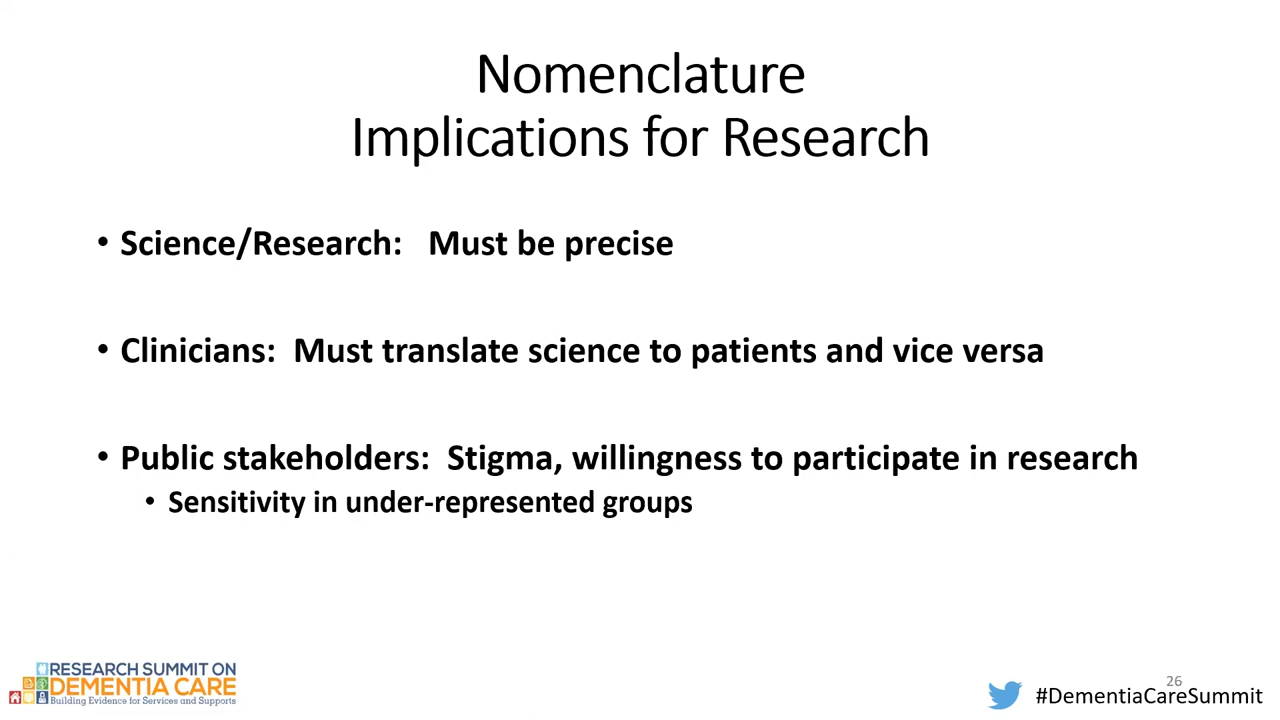 Nomenclature
Implications for Research
• Science/Research: Must be precise
• Clinicians: Must translate science to patients and vice versa
• Public stakeholders: Stigma, willingness to participate in research
• Sensitivity in under-represented groups
RESEARCH SUMMIT ON
DEMENTIA CARE
Building Evidence for Services and Supports
26
#DementiaCareSummit